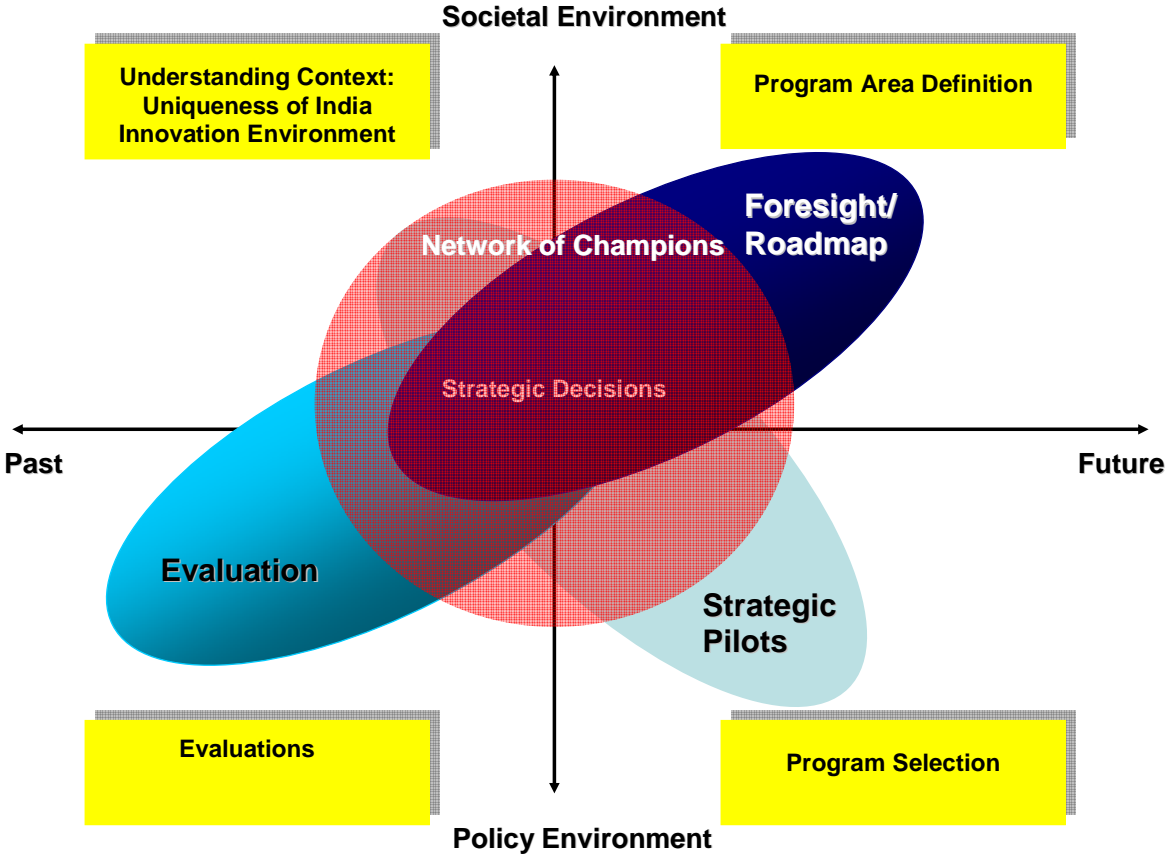 Societal Environment
Understanding Context:
Uniqueness of India
Innovation Environment
Program Area Definition
Foresight/
Roadmap
Network of Champions
Strategic Decisions
Past
Future
Evaluation
Strategic
Pilots
Evaluations
Program Selection
Policy Environment